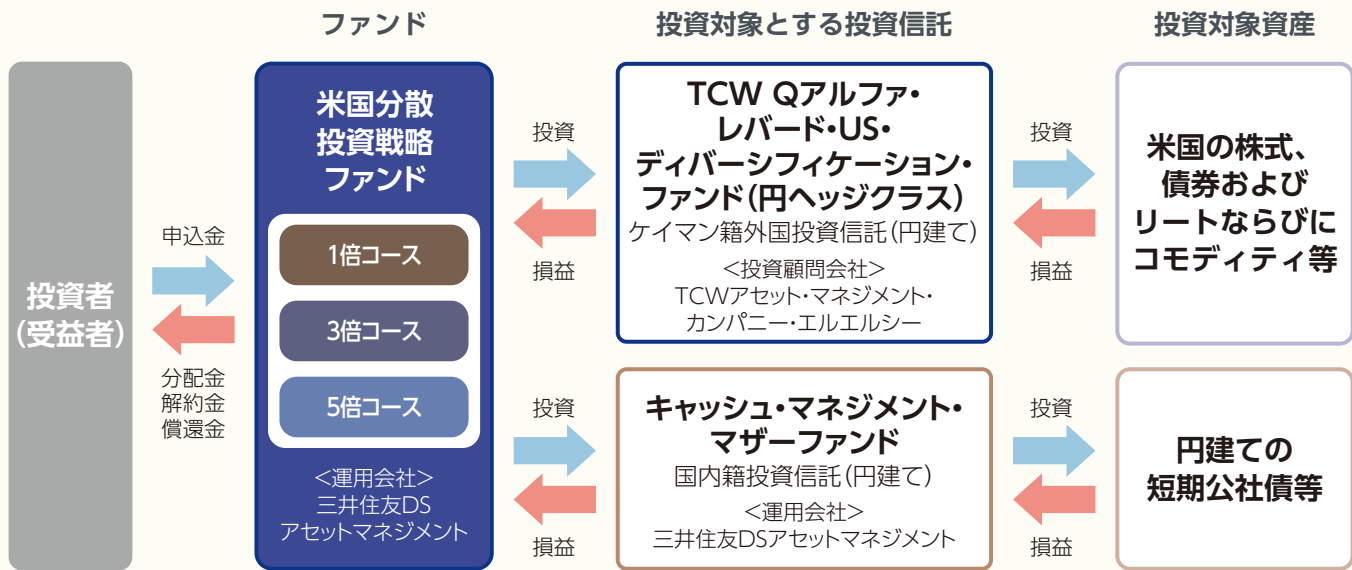 ファンド
投資対象とする投資信託
投資対象資産
投資者
(受益者)
申込金
分配金
解約金
償還金
米国分散
投資戦略
ファンド
1倍コース
3倍コース
5倍コース
<運用会社>
三井住友DS
アセットマネジメント
投資
損益
TCW Qアルファ・
レバード・US・
ディバーシフィケーション・
ファンド(円ヘッジクラス)
ケイマン籍外国投資信託(円建て)
<投資顧問会社>
TCWアセット・マネジメント・
カンパニー・エルエルシー
投資
損益
米国の株式、
債券および
リートならびに
コモディティ等
投資
損益
キャッシュ・マネジメント・
マザーファンド
国内籍投資信託(円建て)
<運用会社>
三井住友DSアセットマネジメント
投資
損益
円建ての
短期公社債等